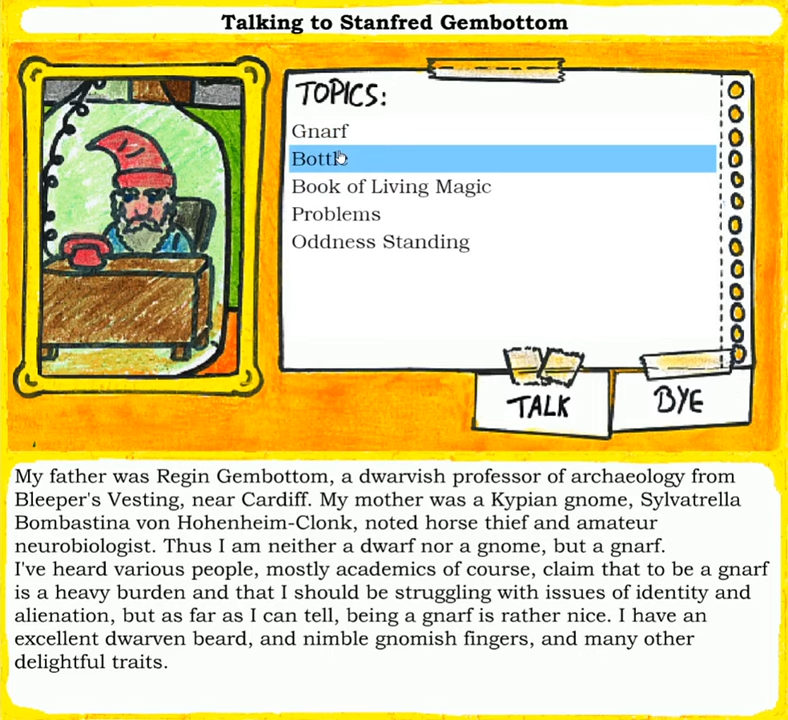 Talking to Stanfred Gembottom
TOPICS:
Gnarf
Bottle
Book of Living Magic
Problems
Oddness Standing
TALK
BYE
My father was Regin Gembottom, a dwarvish professor of archaeology from
Bleeper's Vesting, near Cardiff. My mother was a Kypian gnome, Sylvatrella
Bombastina von Hohenheim-Clonk, noted horse thief and amateur
neurobiologist. Thus I am neither a dwarf nor a gnome, but a gnarf.
I've heard various people, mostly academics of course, claim that to be a gnarf
is a heavy burden and that I should be struggling with issues of identity and
alienation, but as far as I can tell, being a gnarf is rather nice. I have an
excellent dwarven beard, and nimble gnomish fingers, and many other
delightful traits.